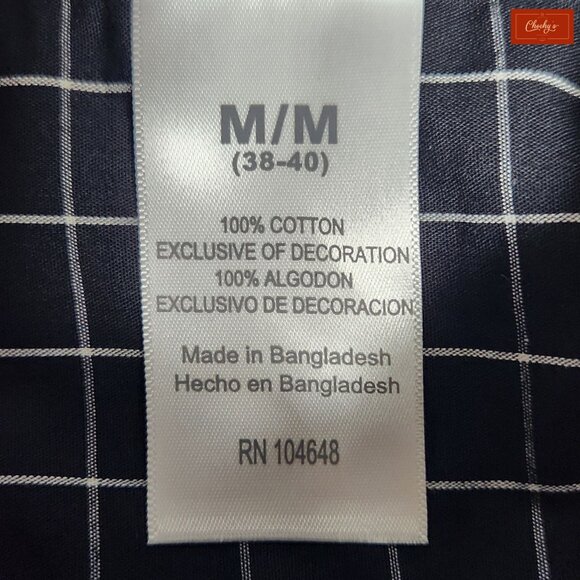 M/M
(38-40)
100% COTTON
EXCLUSIVE OF DECORATION
100% ALGODON
EXCLUSIVO DE DECORACION
Made in Bangladesh
Hecho en Bangladesh
RN 104648